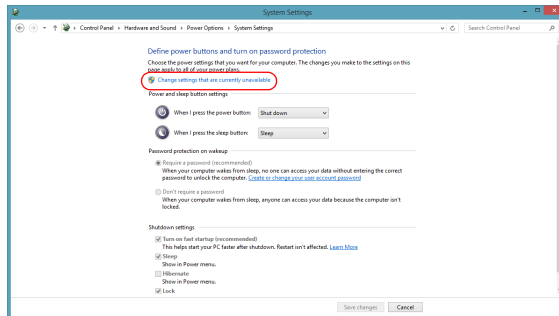 System Settings
Control Panel › Hardware and Sound › Power Options › System Settings
Search Control Panel
Define power buttons and turn on password protection
Choose the power settings that you want for your computer. The changes you make to the settings on this
page apply to all of your power plans.
Change settings that are currently unavailable
Power and sleep button settings
When I press the power button: Shut down
When I press the sleep button: Sleep
Password protection on wakeup
Require a password (recommended)
When your computer wakes from sleep, no one can access your data without entering the correct
password to unlock the computer. Create or change your user account password
Don't require a password
When your computer wakes from sleep, anyone can access your data because the computer isn't
locked.
Shutdown settings
Turn on fast startup (recommended)
This helps start your PC faster after shutdown. Restart isn't affected. Learn More
Sleep
Show in Power menu.
Hibernate
Show in Power menu.
Lock
Save changes Cancel